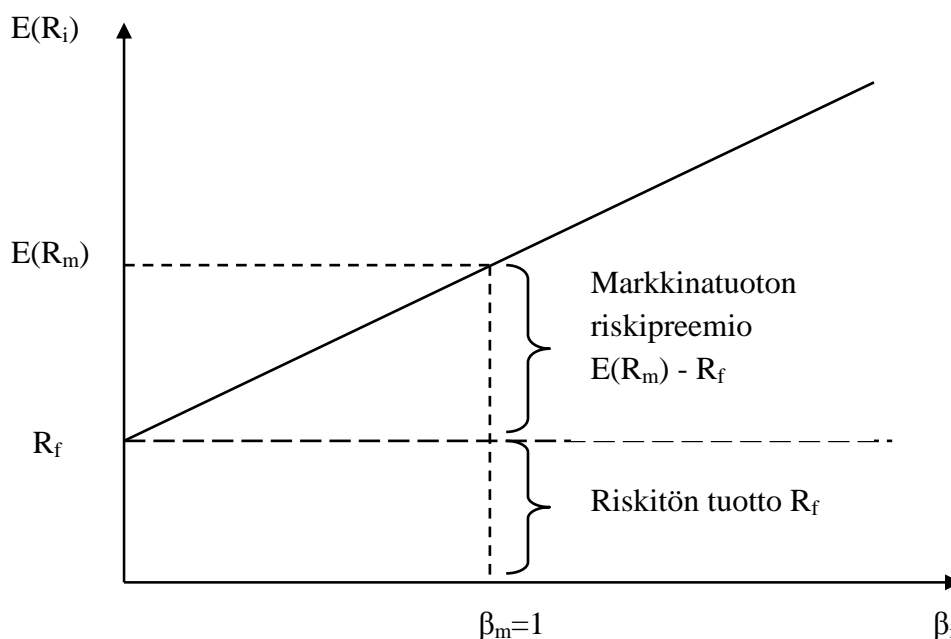 E(Rᵢ)
E(Rₘ)
Markkinatuoton
riskipreemio
E(Rₘ) - R_f
R_f
Riskitön tuotto R_f
βₘ=1
β